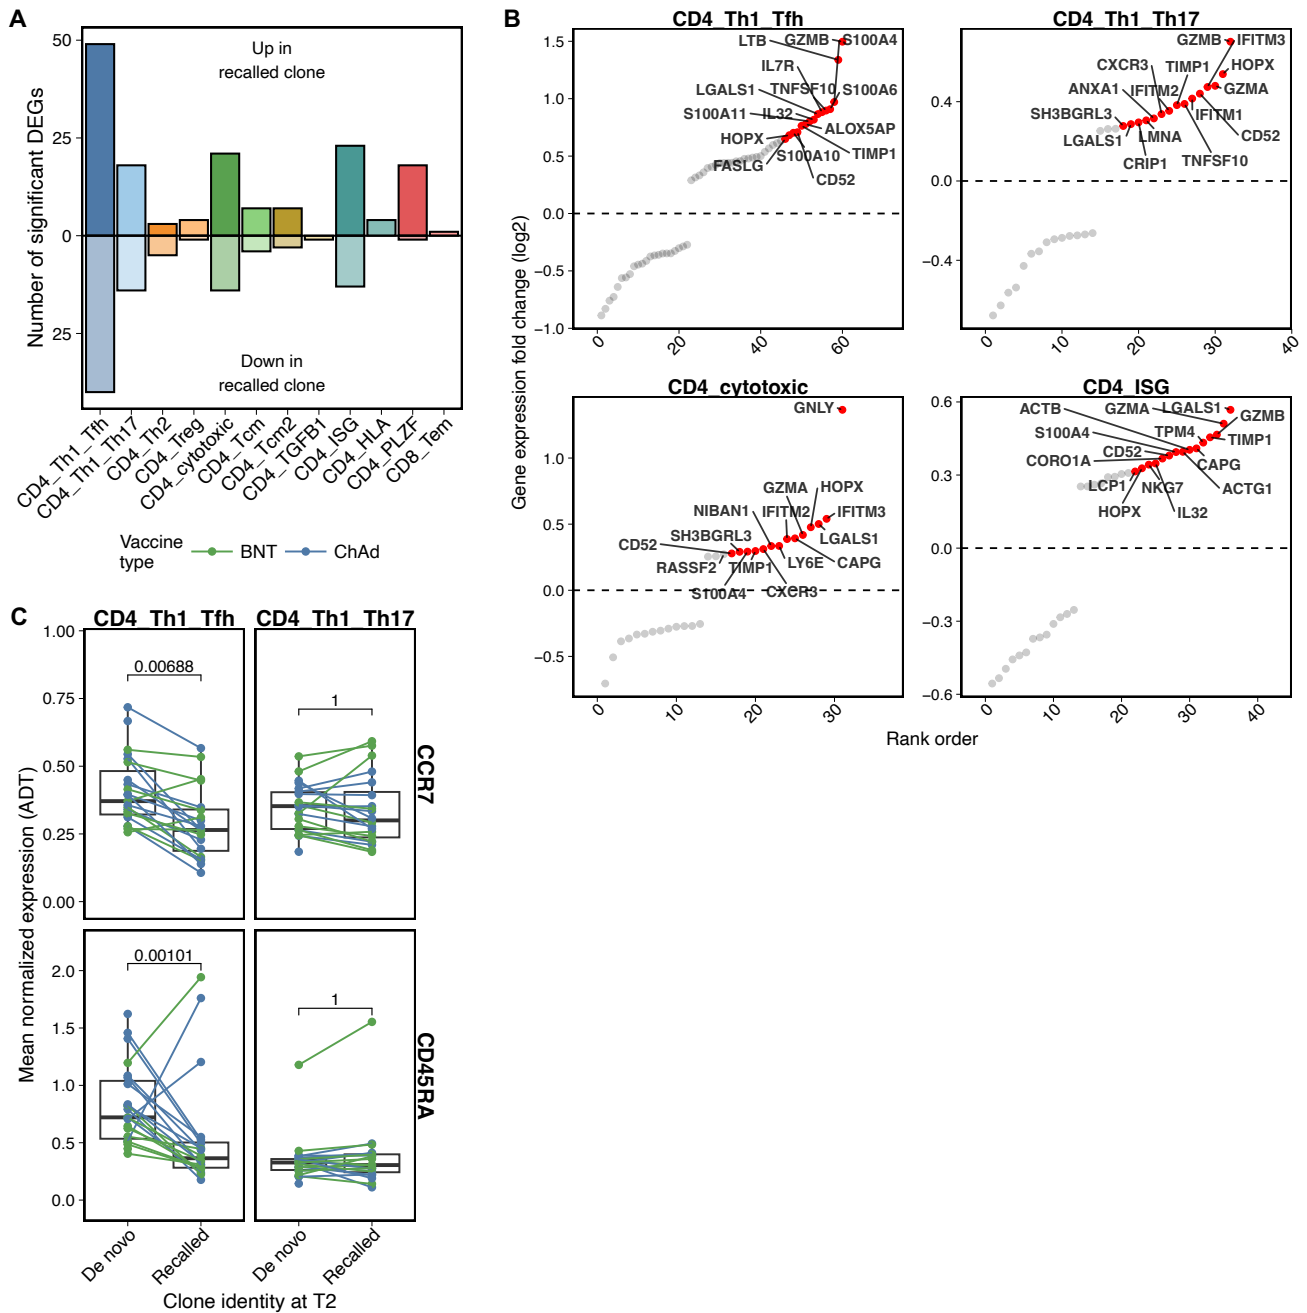 A
Number of significant DEGs
50
25
0
25
Up in
recalled clone
Down in
recalled clone
CD4_Th1_Tfh
CD4_Th1_Th17
CD4_Th2
CD4_Treg
CD4_cytotoxic
CD4_Tcm
CD4_Tcm2
CD4_TGFB1
CD4_ISG
CD4_HLA
CD4_PLZF
CD8_Tem
Vaccine
type
BNT
ChAd
B
Gene expression fold change (log2)
CD4_Th1_Tfh
1.5
1.0
0.5
0.0
−0.5
−1.0
LTB
GZMB
S100A4
IL7R
LGALS1
TNFSF10
S100A6
S100A11
IL32
ALOX5AP
HOPX
TIMP1
FASLG
S100A10
CD52
0
20
40
60
CD4_Th1_Th17
0.4
0.0
−0.4
GZMB
IFITM3
CXCR3
TIMP1
HOPX
ANXA1
IFITM2
GZMA
SH3BGRL3
IFITM1
LGALS1
LMNA
CD52
CRIP1
TNFSF10
0
10
20
30
40
CD4_cytotoxic
1.0
0.5
0.0
−0.5
GNLY
GZMA
HOPX
NIBAN1
IFITM2
IFITM3
SH3BGRL3
CD52
LGALS1
RASSF2
TIMP1
LY6E
CAPG
S100A4
CXCR3
0
10
20
30
CD4_ISG
0.6
0.3
0.0
−0.3
−0.6
ACTB
GZMA
LGALS1
GZMB
S100A4
TPM4
TIMP1
CD52
CORO1A
CAPG
LCP1
NKG7
ACTG1
HOPX
IL32
0
10
20
30
40
Rank order
C
Mean normalized expression (ADT)
CD4_Th1_Tfh
CD4_Th1_Th17
1.00
0.75
0.50
0.25
0.00
0.00688
1
CCR7
2.0
1.5
1.0
0.5
0.0
0.00101
1
CD45RA
De novo
Recalled
De novo
Recalled
Clone identity at T2